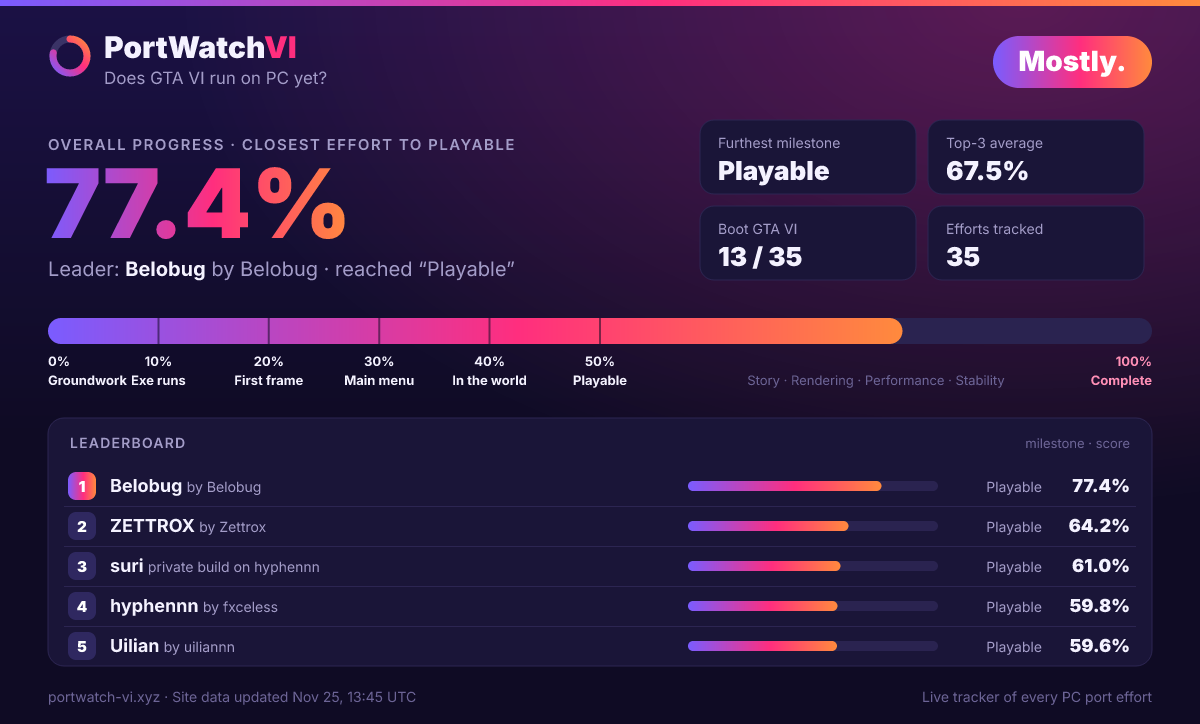 PortWatchVI
Does GTA VI run on PC yet?
Mostly.
OVERALL PROGRESS · CLOSEST EFFORT TO PLAYABLE
77.4%
Leader: Belobug by Belobug · reached “Playable”
Furthest milestone
Playable
Top-3 average
67.5%
Boot GTA VI
13 / 35
Efforts tracked
35
0% 10% 20% 30% 40% 50% 100%
Groundwork Exe runs First frame Main menu In the world Playable Story · Rendering · Performance · Stability Complete
LEADERBOARD milestone · score
1 Belobug by Belobug Playable 77.4%
2 ZETTROX by Zettrox Playable 64.2%
3 suri private build on hyphennn Playable 61.0%
4 hyphennn by fxceless Playable 59.8%
5 Uilian by uiliannn Playable 59.6%
portwatch-vi.xyz · Site data updated Nov 25, 13:45 UTC Live tracker of every PC port effort